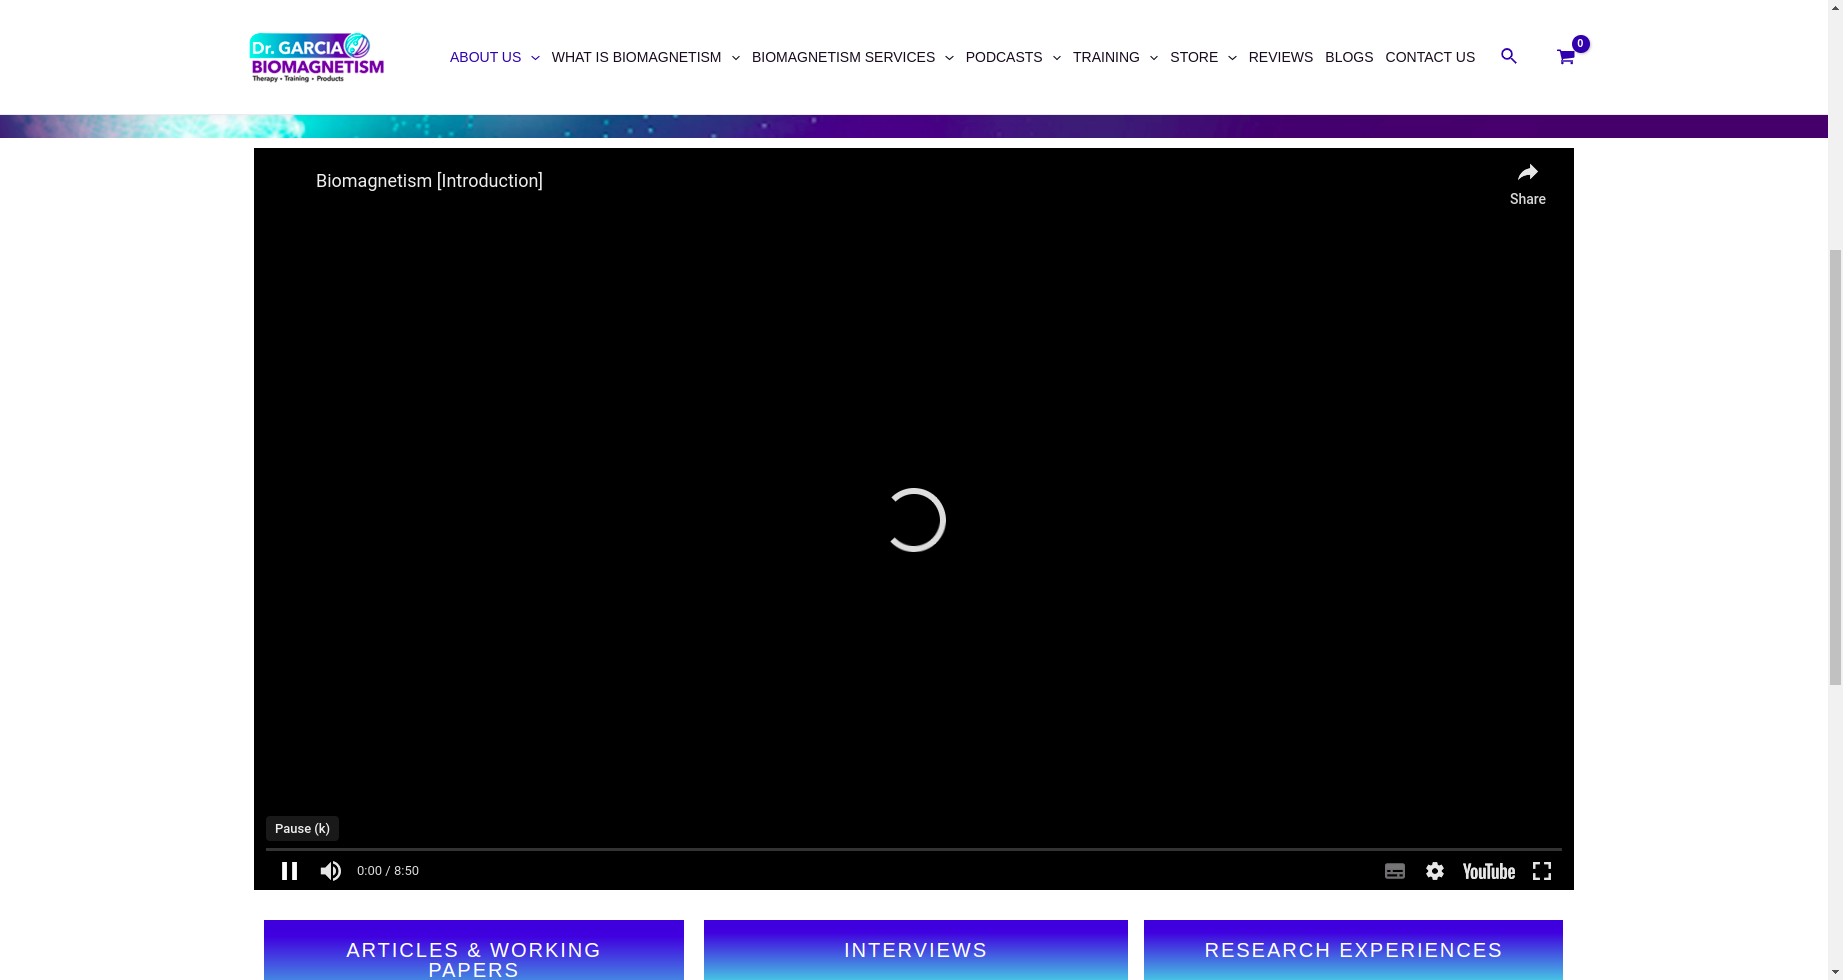 Dr. GARCIA
BIOMAGNETISM
Therapy • Training • Products
ABOUT US
WHAT IS BIOMAGNETISM
BIOMAGNETISM SERVICES
PODCASTS
TRAINING
STORE
REVIEWS
BLOGS
CONTACT US
0
Biomagnetism [Introduction]
Share
Pause (k)
0:00 / 8:50
YouTube
ARTICLES & WORKING
PAPERS
INTERVIEWS
RESEARCH EXPERIENCES